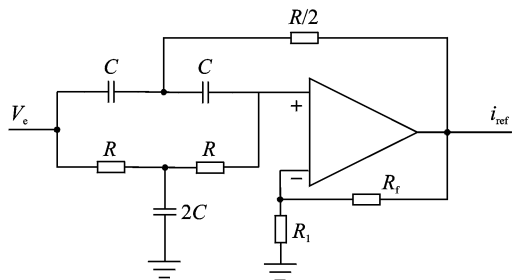 R/2
C
C
V_e
+
i_ref
R
R
−
R_f
2C
R_1